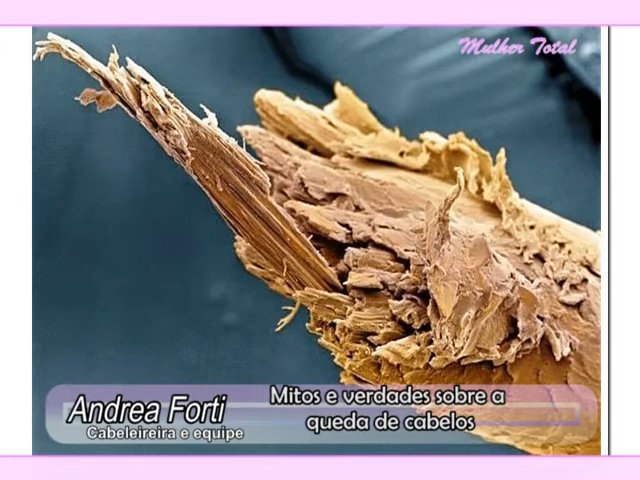 Mulher Total
Andrea Forti
Cabeleireira e equipe
Mitos e verdades sobre a
queda de cabelos